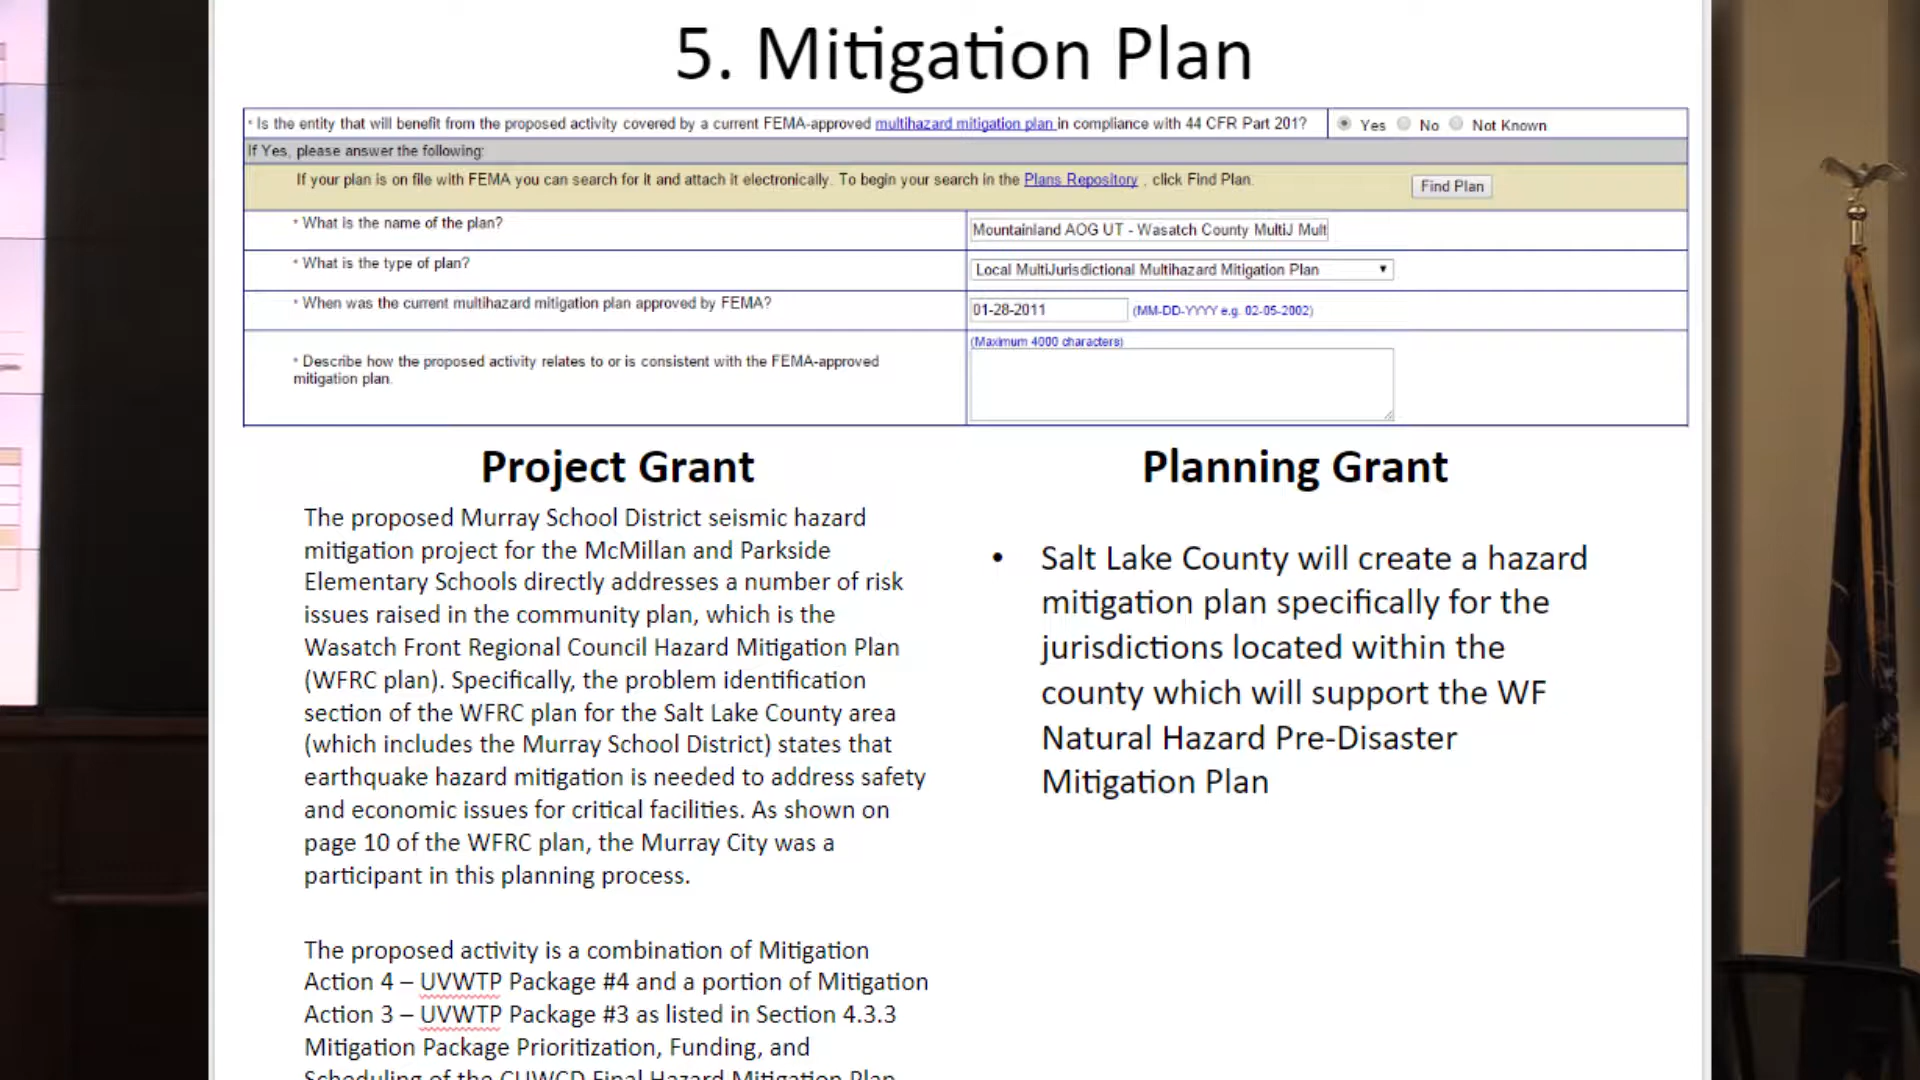 5. Mitigation Plan
* Is the entity that will benefit from the proposed activity covered by a current FEMA-approved multihazard mitigation plan in compliance with 44 CFR Part 201? Yes No Not Known
If Yes, please answer the following:
If your plan is on file with FEMA you can search for it and attach it electronically. To begin your search in the Plans Repository , click Find Plan. Find Plan
* What is the name of the plan? Mountainland AOG UT - Wasatch County MultiJ Mult
* What is the type of plan? Local MultiJurisdictional Multihazard Mitigation Plan
* When was the current multihazard mitigation plan approved by FEMA? 01-28-2011 (MM-DD-YYYY e.g. 02-05-2002)
(Maximum 4000 characters)
* Describe how the proposed activity relates to or is consistent with the FEMA-approved
mitigation plan.
Project Grant
The proposed Murray School District seismic hazard
mitigation project for the McMillan and Parkside
Elementary Schools directly addresses a number of risk
issues raised in the community plan, which is the
Wasatch Front Regional Council Hazard Mitigation Plan
(WFRC plan). Specifically, the problem identification
section of the WFRC plan for the Salt Lake County area
(which includes the Murray School District) states that
earthquake hazard mitigation is needed to address safety
and economic issues for critical facilities. As shown on
page 10 of the WFRC plan, the Murray City was a
participant in this planning process.
The proposed activity is a combination of Mitigation
Action 4 – UVWTP Package #4 and a portion of Mitigation
Action 3 – UVWTP Package #3 as listed in Section 4.3.3
Mitigation Package Prioritization, Funding, and
Scheduling of the CUWCD Final Hazard Mitigation Plan
Planning Grant
• Salt Lake County will create a hazard
mitigation plan specifically for the
jurisdictions located within the
county which will support the WF
Natural Hazard Pre-Disaster
Mitigation Plan